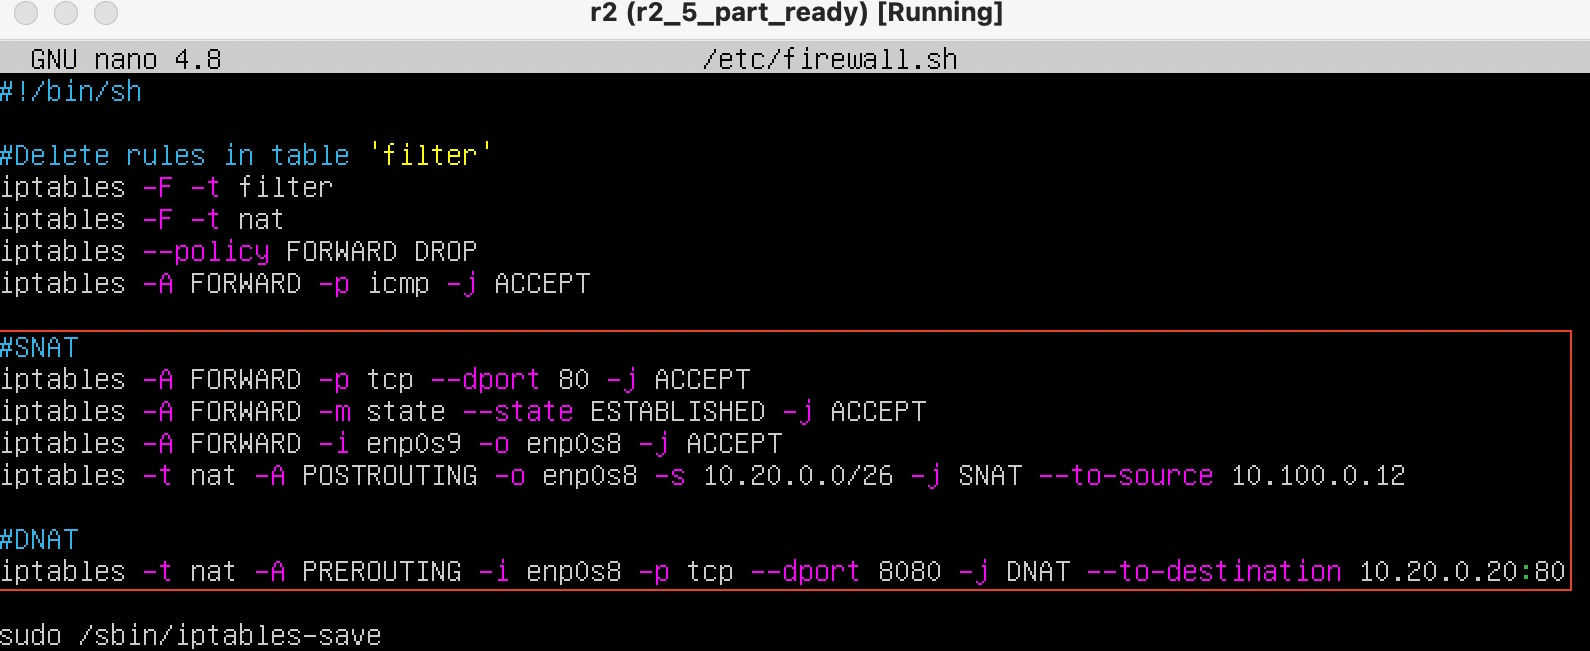 r2 (r2_5_part_ready) [Running]
GNU nano 4.8 /etc/firewall.sh
#!/bin/sh
#Delete rules in table 'filter'
iptables -F -t filter
iptables -F -t nat
iptables --policy FORWARD DROP
iptables -A FORWARD -p icmp -j ACCEPT
#SNAT
iptables -A FORWARD -p tcp --dport 80 -j ACCEPT
iptables -A FORWARD -m state --state ESTABLISHED -j ACCEPT
iptables -A FORWARD -i enp0s9 -o enp0s8 -j ACCEPT
iptables -t nat -A POSTROUTING -o enp0s8 -s 10.20.0.0/26 -j SNAT --to-source 10.100.0.12
#DNAT
iptables -t nat -A PREROUTING -i enp0s8 -p tcp --dport 8080 -j DNAT --to-destination 10.20.0.20:80
sudo /sbin/iptables-save